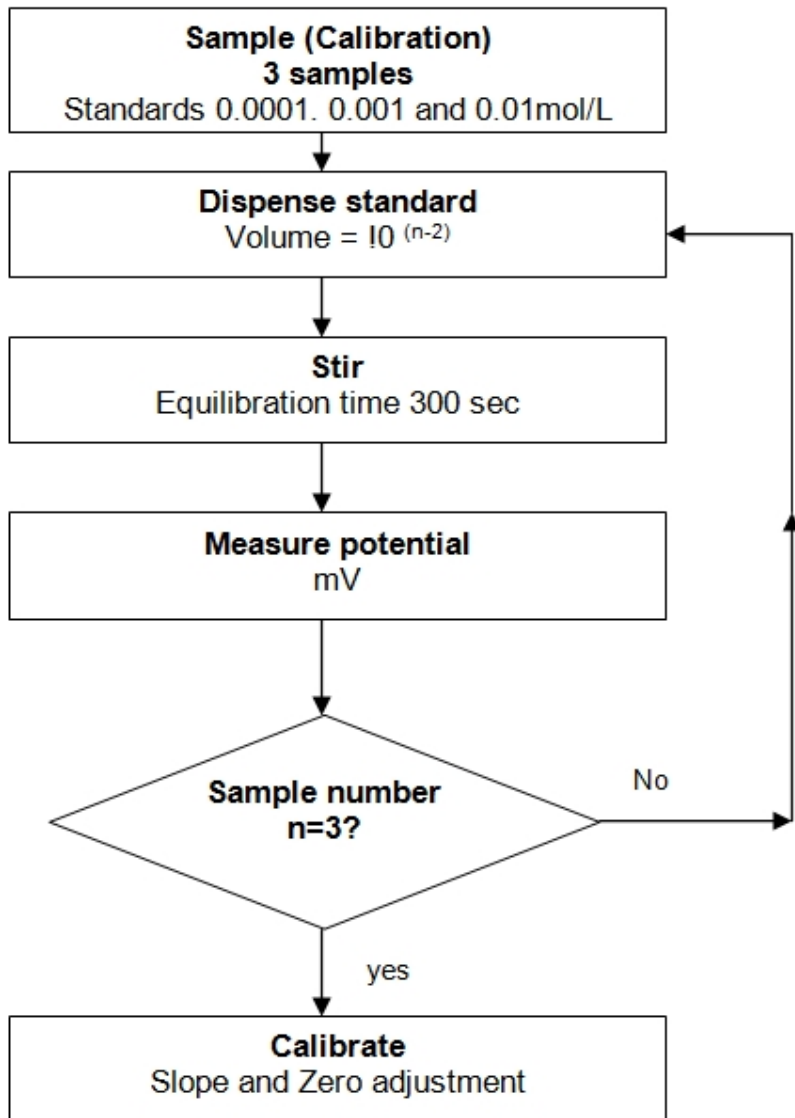 Sample (Calibration)
3 samples
Standards 0.0001. 0.001 and 0.01mol/L
Dispense standard
Volume = !0 (n-2)
Stir
Equilibration time 300 sec
Measure potential
mV
Sample number
n=3?
No
yes
Calibrate
Slope and Zero adjustment